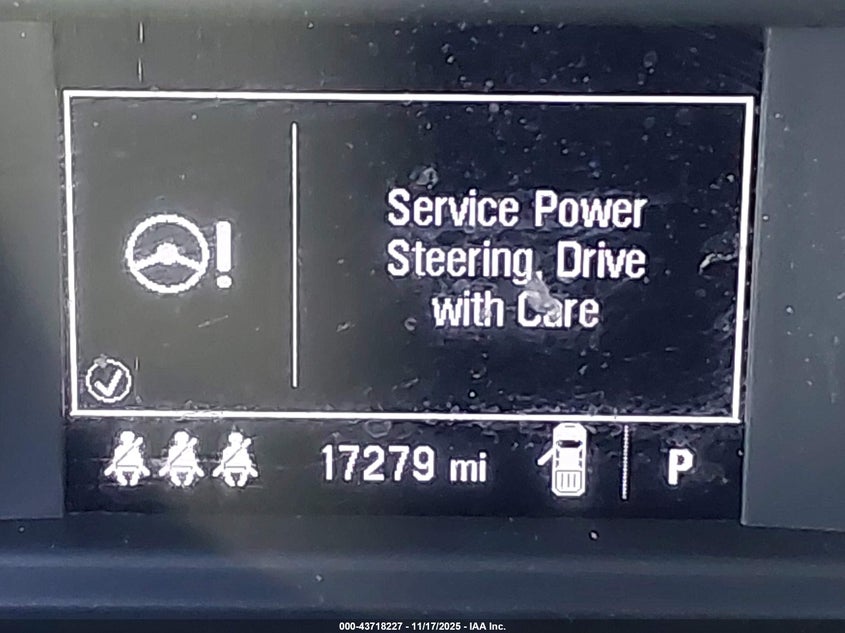 Service Power
Steering, Drive
with Care
17279 mi
P
000-43718227 - 11/17/2025 - IAA Inc.